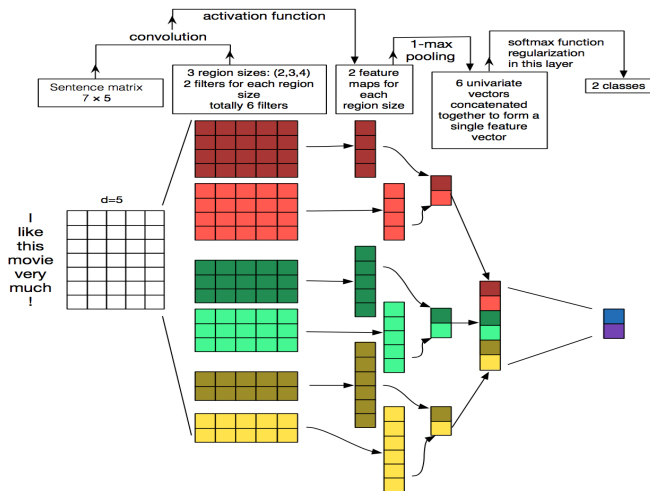 activation function
convolution
1-max
pooling
softmax function
regularization
in this layer
Sentence matrix
7 × 5
3 region sizes: (2,3,4)
2 filters for each region
size
totally 6 filters
2 feature
maps for
each
region size
6 univariate
vectors
concatenated
together to form a
single feature
vector
2 classes
d=5
I
like
this
movie
very
much
!